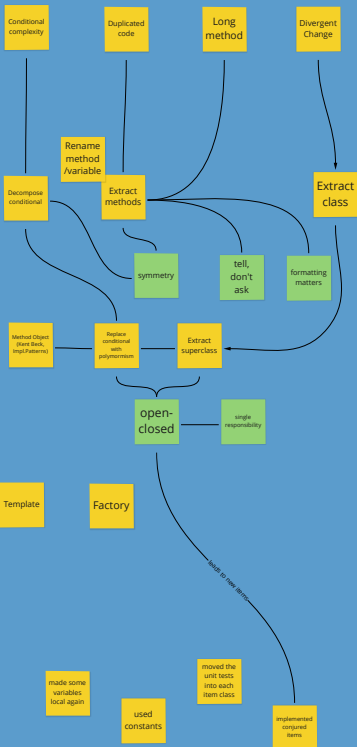 Conditional
complexity
Duplicated
code
Long
method
Divergent
Change
Rename
method
/variable
Decompose
conditional
Extract
methods
Extract
class
symmetry
tell,
don't
ask
formatting
matters
Method Object
(Kent Beck,
Impl.Patterns)
Replace
conditional
with
polymormism
Extract
superclass
open-
closed
single
responsibility
Template
Factory
leads to new items
made some
variables
local again
used
constants
moved the
unit tests
into each
item class
implemented
conjured
items